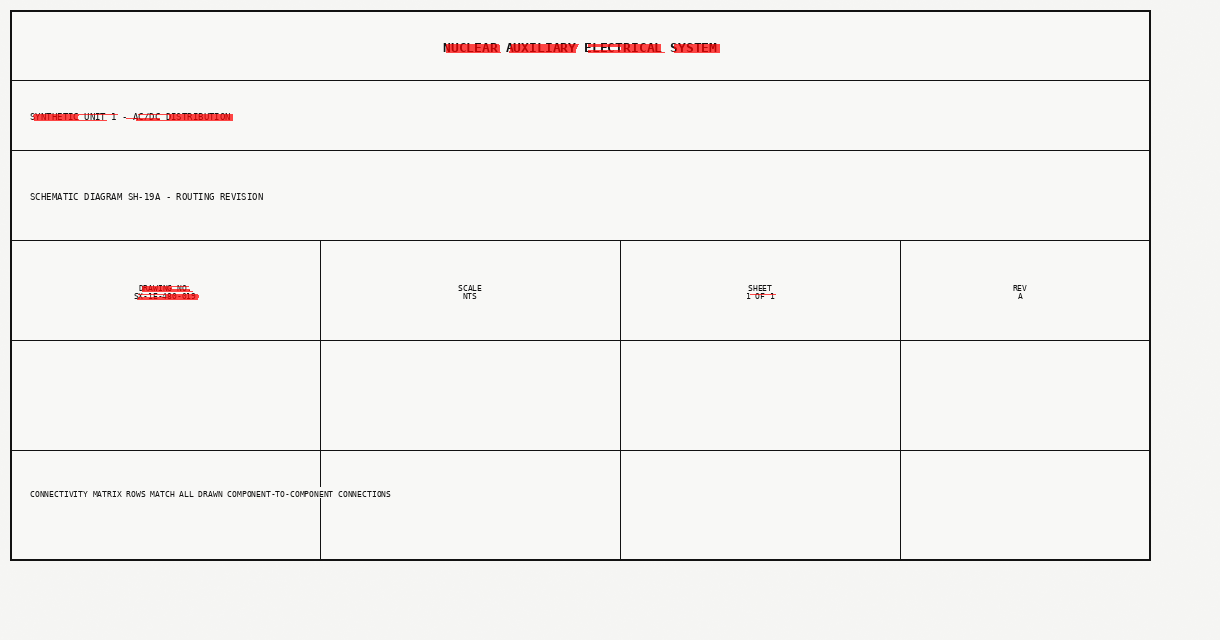 NUCLEAR AUXILIARY ELECTRICAL SYSTEM
SYNTHETIC UNIT 1 - AC/DC DISTRIBUTION
SCHEMATIC DIAGRAM SH-19A - ROUTING REVISION
DRAWING NO.
SCALE
NTS
SHEET
1 OF 1
REV
A
CONNECTIVITY MATRIX ROWS MATCH ALL DRAWN COMPONENT-TO-COMPONENT CONNECTIONS